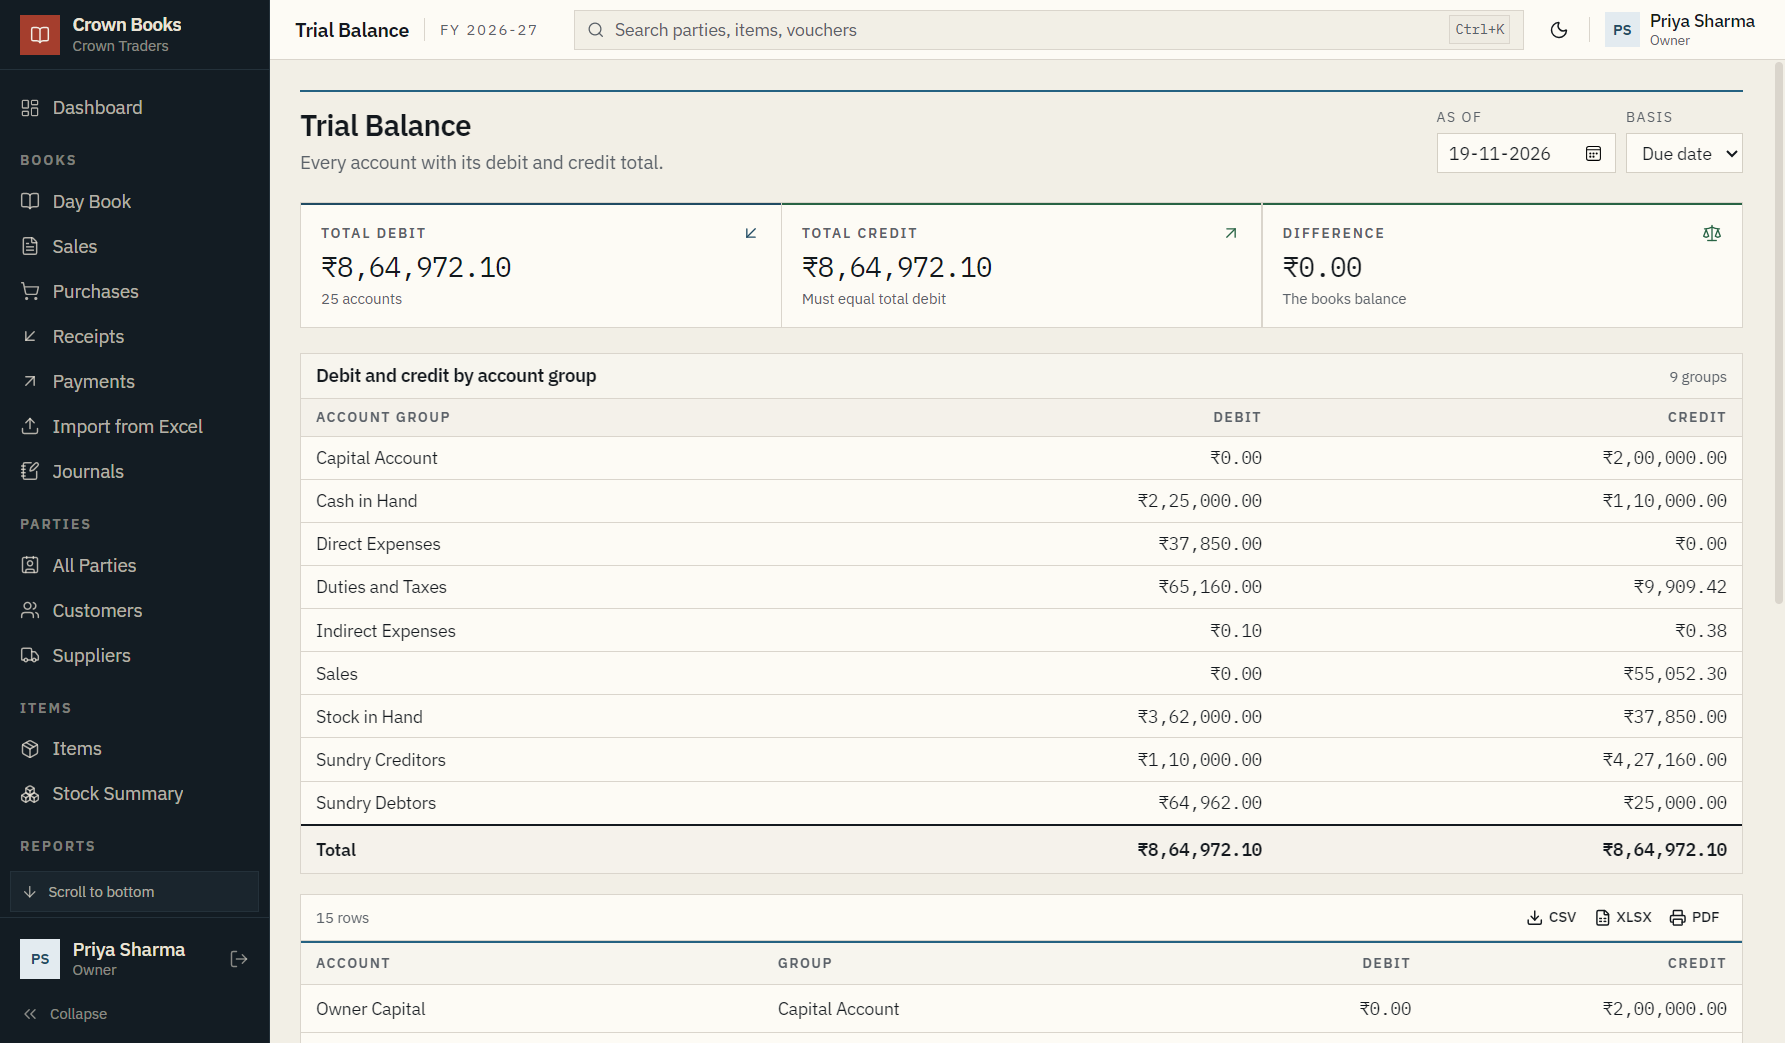 Crown Books
Crown Traders
Dashboard
BOOKS
Day Book
Sales
Purchases
Receipts
Payments
Import from Excel
Journals
PARTIES
All Parties
Customers
Suppliers
ITEMS
Items
Stock Summary
REPORTS
Scroll to bottom
PS
Priya Sharma
Owner
Collapse
Trial Balance FY 2026-27 Search parties, items, vouchers Ctrl+K PS Priya Sharma
Owner
Trial Balance
Every account with its debit and credit total.
AS OF BASIS
19-11-2026 Due date
TOTAL DEBIT
₹8,64,972.10
25 accounts
TOTAL CREDIT
₹8,64,972.10
Must equal total debit
DIFFERENCE
₹0.00
The books balance
Debit and credit by account group 9 groups
ACCOUNT GROUP DEBIT CREDIT
Capital Account ₹0.00 ₹2,00,000.00
Cash in Hand ₹2,25,000.00 ₹1,10,000.00
Direct Expenses ₹37,850.00 ₹0.00
Duties and Taxes ₹65,160.00 ₹9,909.42
Indirect Expenses ₹0.10 ₹0.38
Sales ₹0.00 ₹55,052.30
Stock in Hand ₹3,62,000.00 ₹37,850.00
Sundry Creditors ₹1,10,000.00 ₹4,27,160.00
Sundry Debtors ₹64,962.00 ₹25,000.00
Total ₹8,64,972.10 ₹8,64,972.10
15 rows CSV XLSX PDF
ACCOUNT GROUP DEBIT CREDIT
Owner Capital Capital Account ₹0.00 ₹2,00,000.00